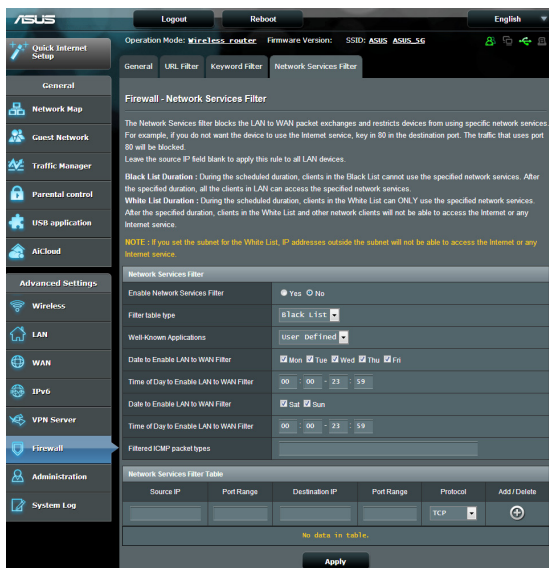 ASUS
Logout
Reboot
English
Quick Internet Setup
Operation Mode: Wireless router Firmware Version: SSID: ASUS ASUS_5G
General
URL Filter
Keyword Filter
Network Services Filter
General
Network Map
Guest Network
Traffic Manager
Parental control
USB application
AiCloud
Advanced Settings
Wireless
LAN
WAN
IPv6
VPN Server
Firewall
Administration
System Log
Firewall - Network Services Filter
The Network Services filter blocks the LAN to WAN packet exchanges and restricts devices from using specific network services.
For example, if you do not want the device to use the Internet service, key in 80 in the destination port. The traffic that uses port
80 will be blocked.
Leave the source IP field blank to apply this rule to all LAN devices.
Black List Duration : During the scheduled duration, clients in the Black List cannot use the specified network services. After
the specified duration, all the clients in LAN can access the specified network services.
White List Duration : During the scheduled duration, clients in the White List can ONLY use the specified network services.
After the specified duration, clients in the White List and other network clients will not be able to access the Internet or any
Internet service.
NOTE : If you set the subnet for the White List, IP addresses outside the subnet will not be able to access the Internet or any
Internet service.
Network Services Filter
Enable Network Services Filter Yes No
Filter table type Black List
Well-Known Applications User Defined
Date to Enable LAN to WAN Filter Mon Tue Wed Thu Fri
Time of Day to Enable LAN to WAN Filter 00 : 00 - 23 : 59
Date to Enable LAN to WAN Filter Sat Sun
Time of Day to Enable LAN to WAN Filter 00 : 00 - 23 : 59
Filtered ICMP packet types
Network Services Filter Table
Source IP Port Range Destination IP Port Range Protocol Add / Delete
TCP
No data in table.
Apply